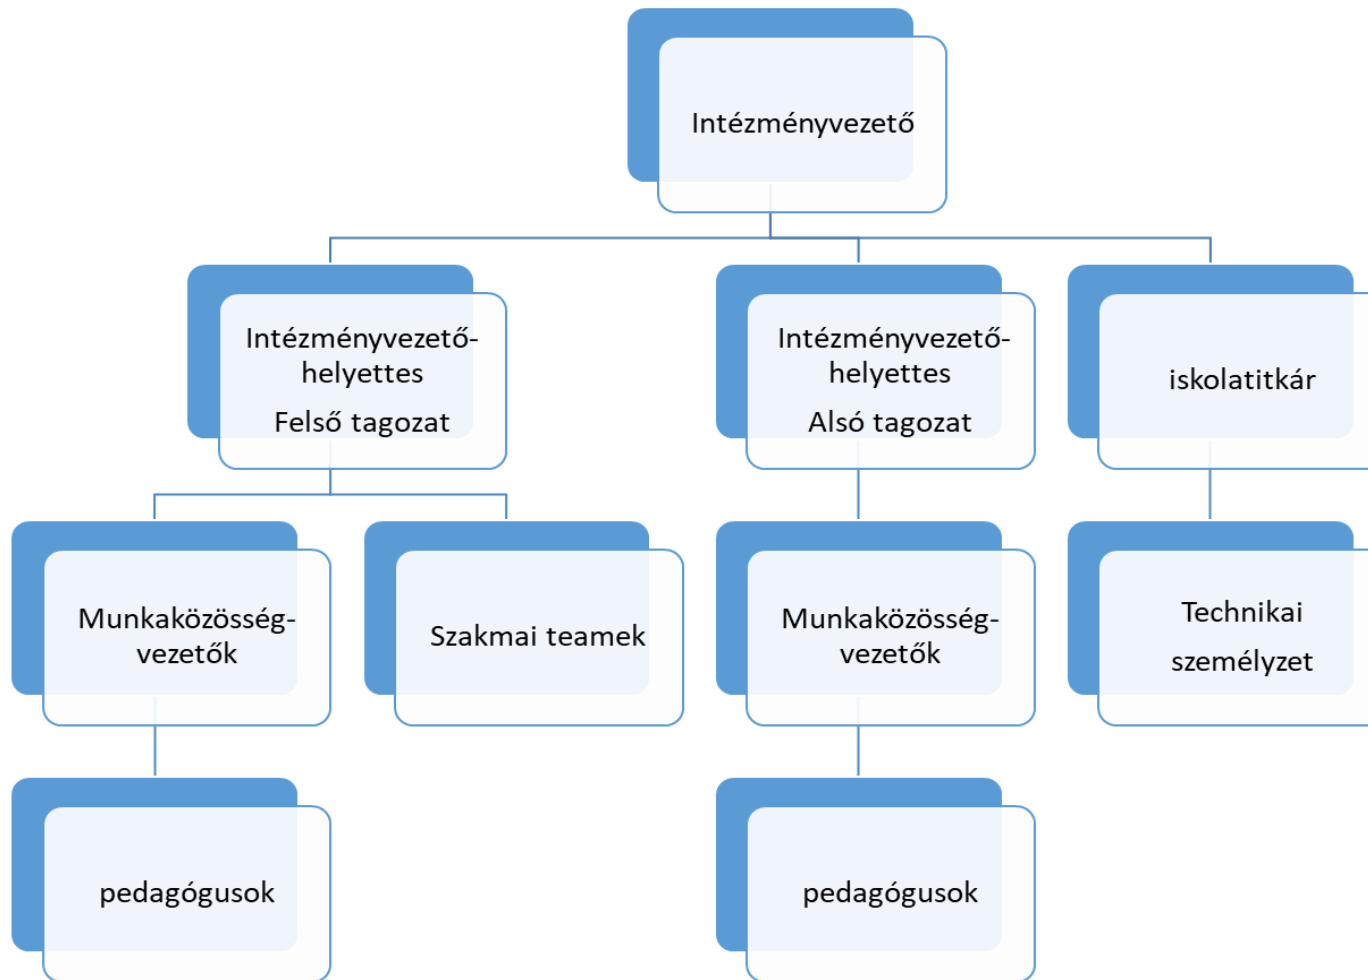 Intézményvezető
Intézményvezető-
helyettes
Felső tagozat
Intézményvezető-
helyettes
Alsó tagozat
iskolatitkár
Munkaközösség-
vezetők
Szakmai teamek
Munkaközösség-
vezetők
Technikai
személyzet
pedagógusok
pedagógusok